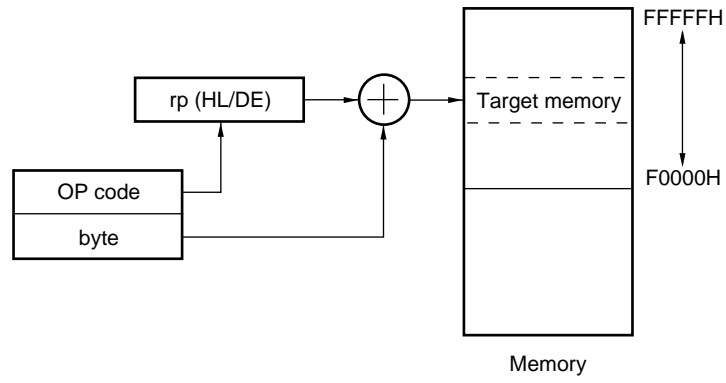 FFFFFH
rp (HL/DE)
Target memory
OP code
F0000H
byte
Memory